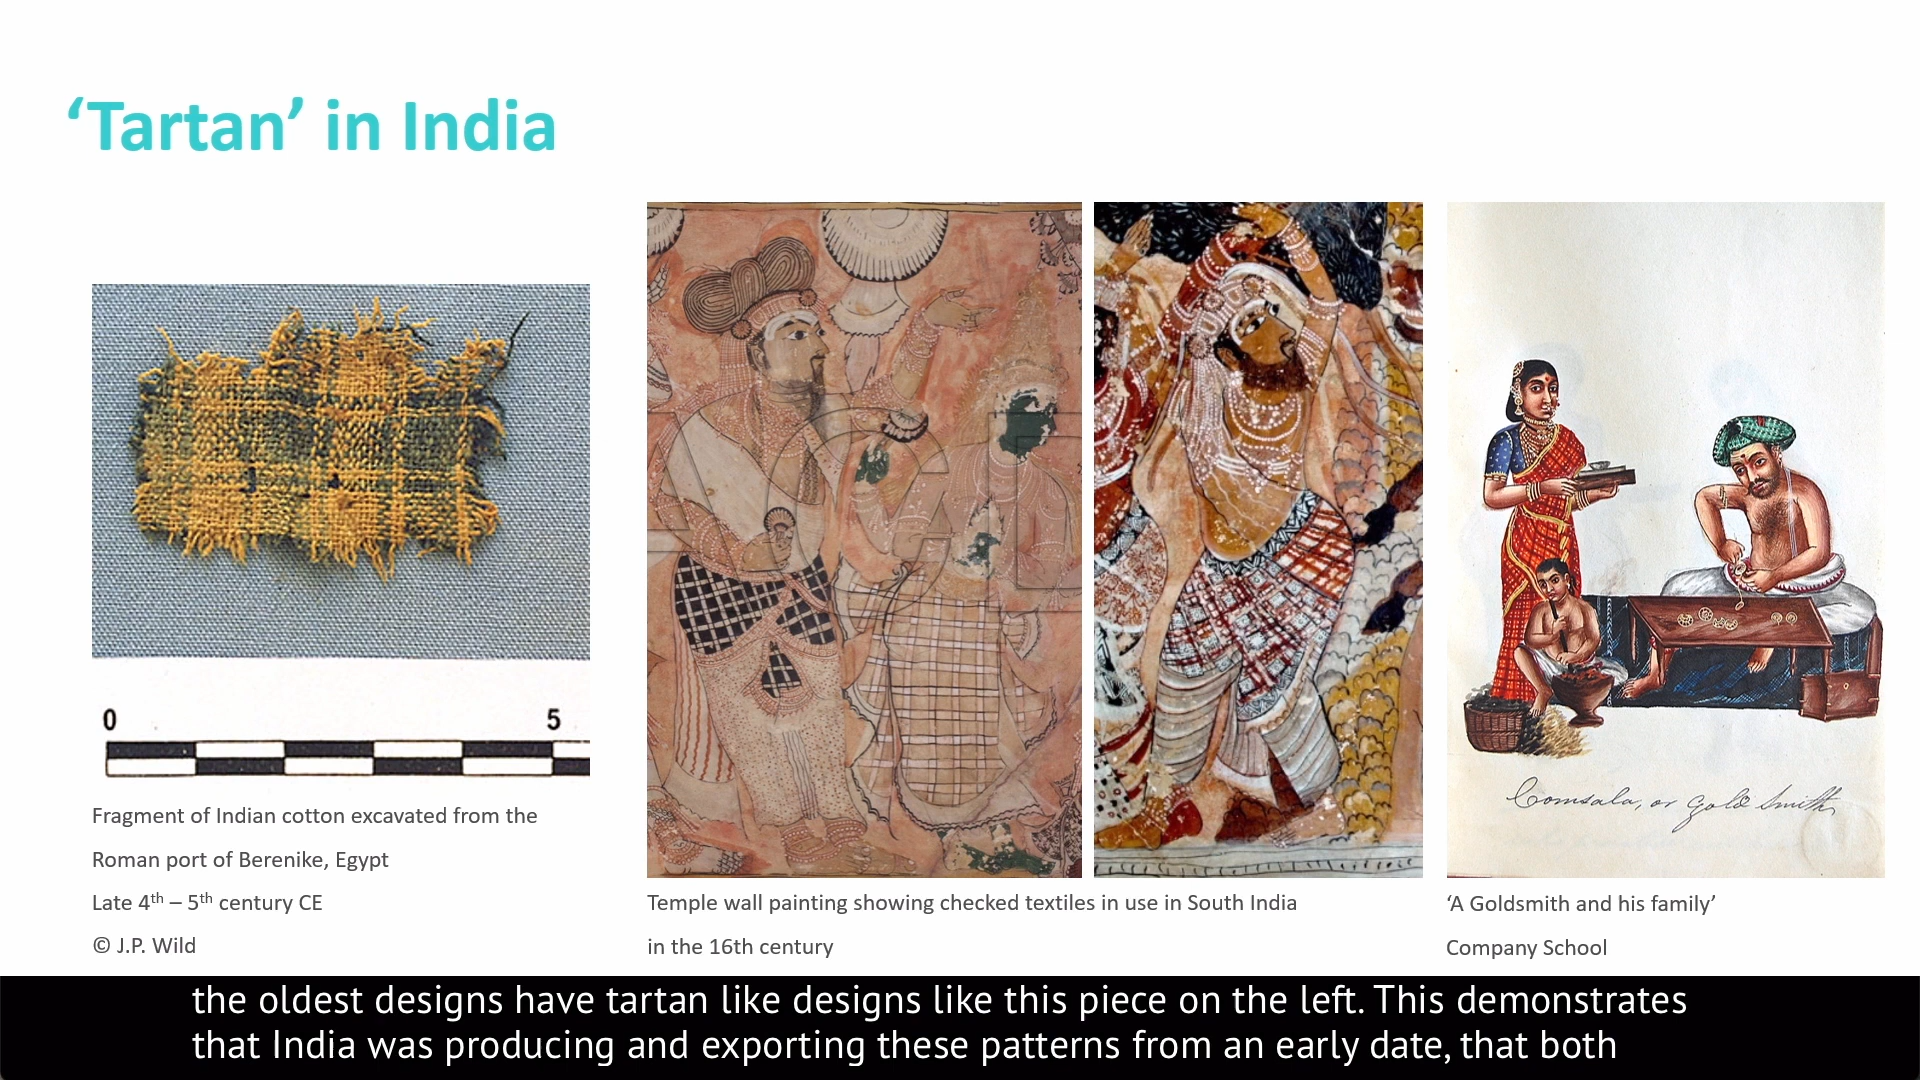 ‘Tartan’ in India
0 5
Fragment of Indian cotton excavated from the
Roman port of Berenike, Egypt
Late 4th – 5th century CE
© J.P. Wild
Temple wall painting showing checked textiles in use in South India
in the 16th century
Comsala, or Gold Smith
‘A Goldsmith and his family’
Company School
the oldest designs have tartan like designs like this piece on the left. This demonstrates
that India was producing and exporting these patterns from an early date, that both